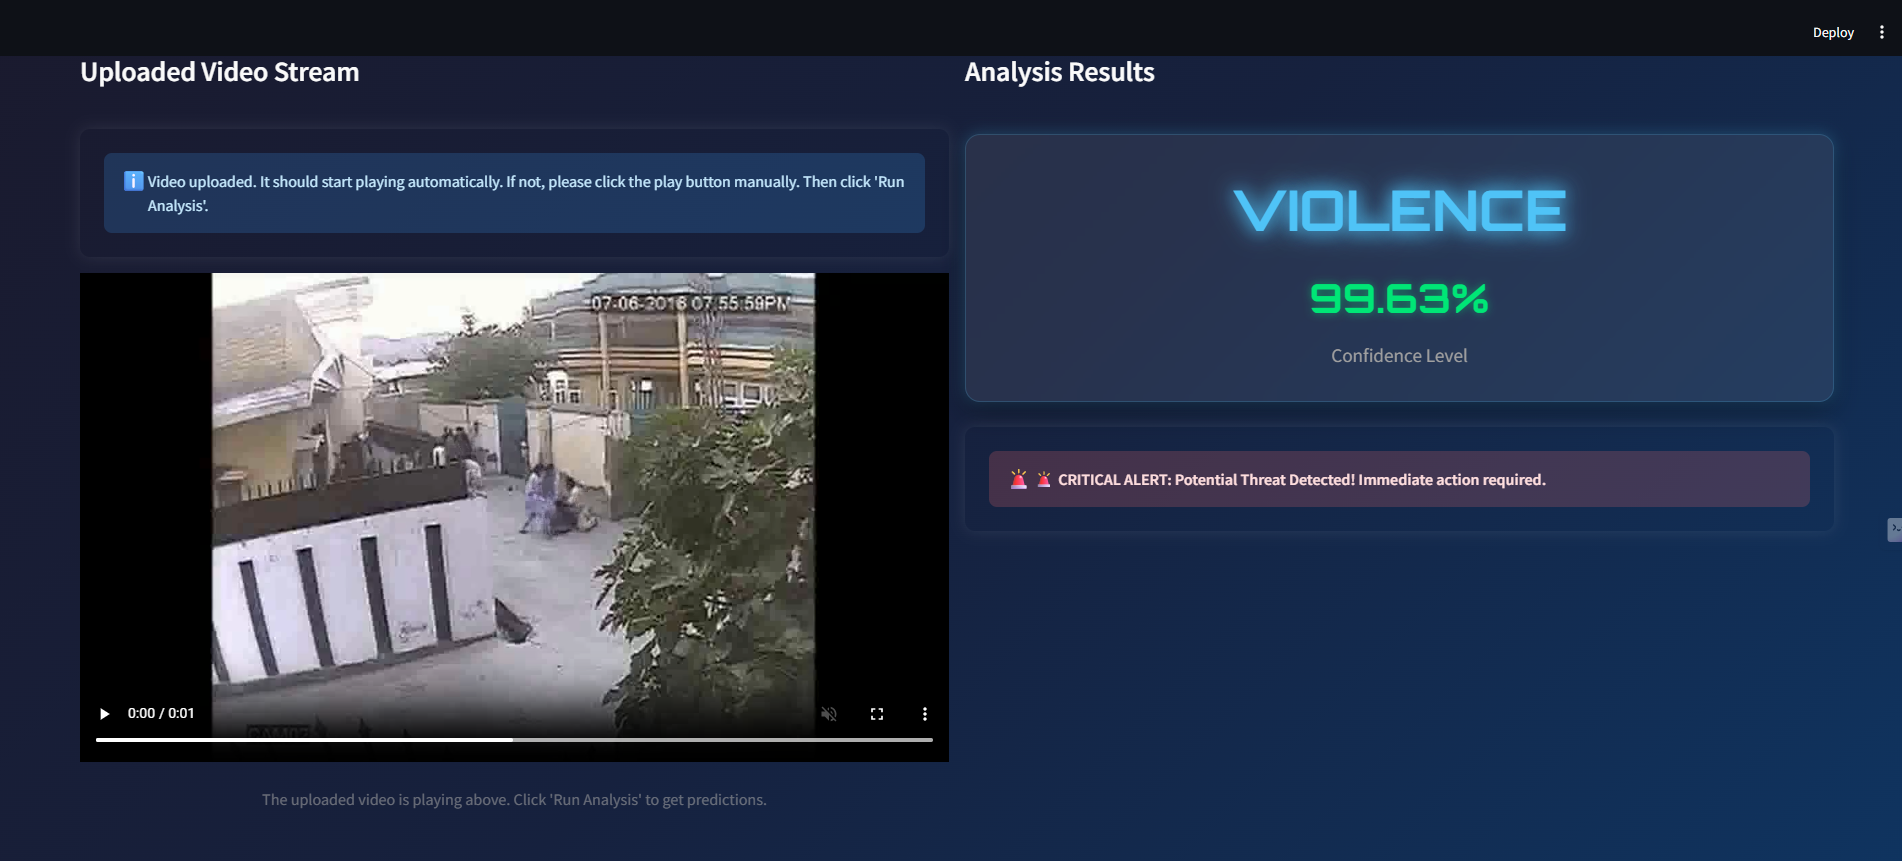 Deploy
Uploaded Video Stream
Analysis Results
Video uploaded. It should start playing automatically. If not, please click the play button manually. Then click 'Run
Analysis'.
07-06-2016 07:55:59PM
0:00 / 0:01
The uploaded video is playing above. Click 'Run Analysis' to get predictions.
VIOLENCE
99.63%
Confidence Level
CRITICAL ALERT: Potential Threat Detected! Immediate action required.